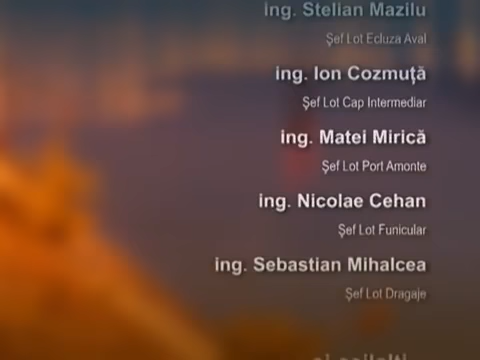 ing. Stelian Mazilu
Şef Lot Ecluza Aval
ing. Ion Cozmuţă
Şef Lot Cap Intermediar
ing. Matei Mirică
Şef Lot Port Amonte
ing. Nicolae Cehan
Şef Lot Funicular
ing. Sebastian Mihalcea
Şef Lot Dragaje